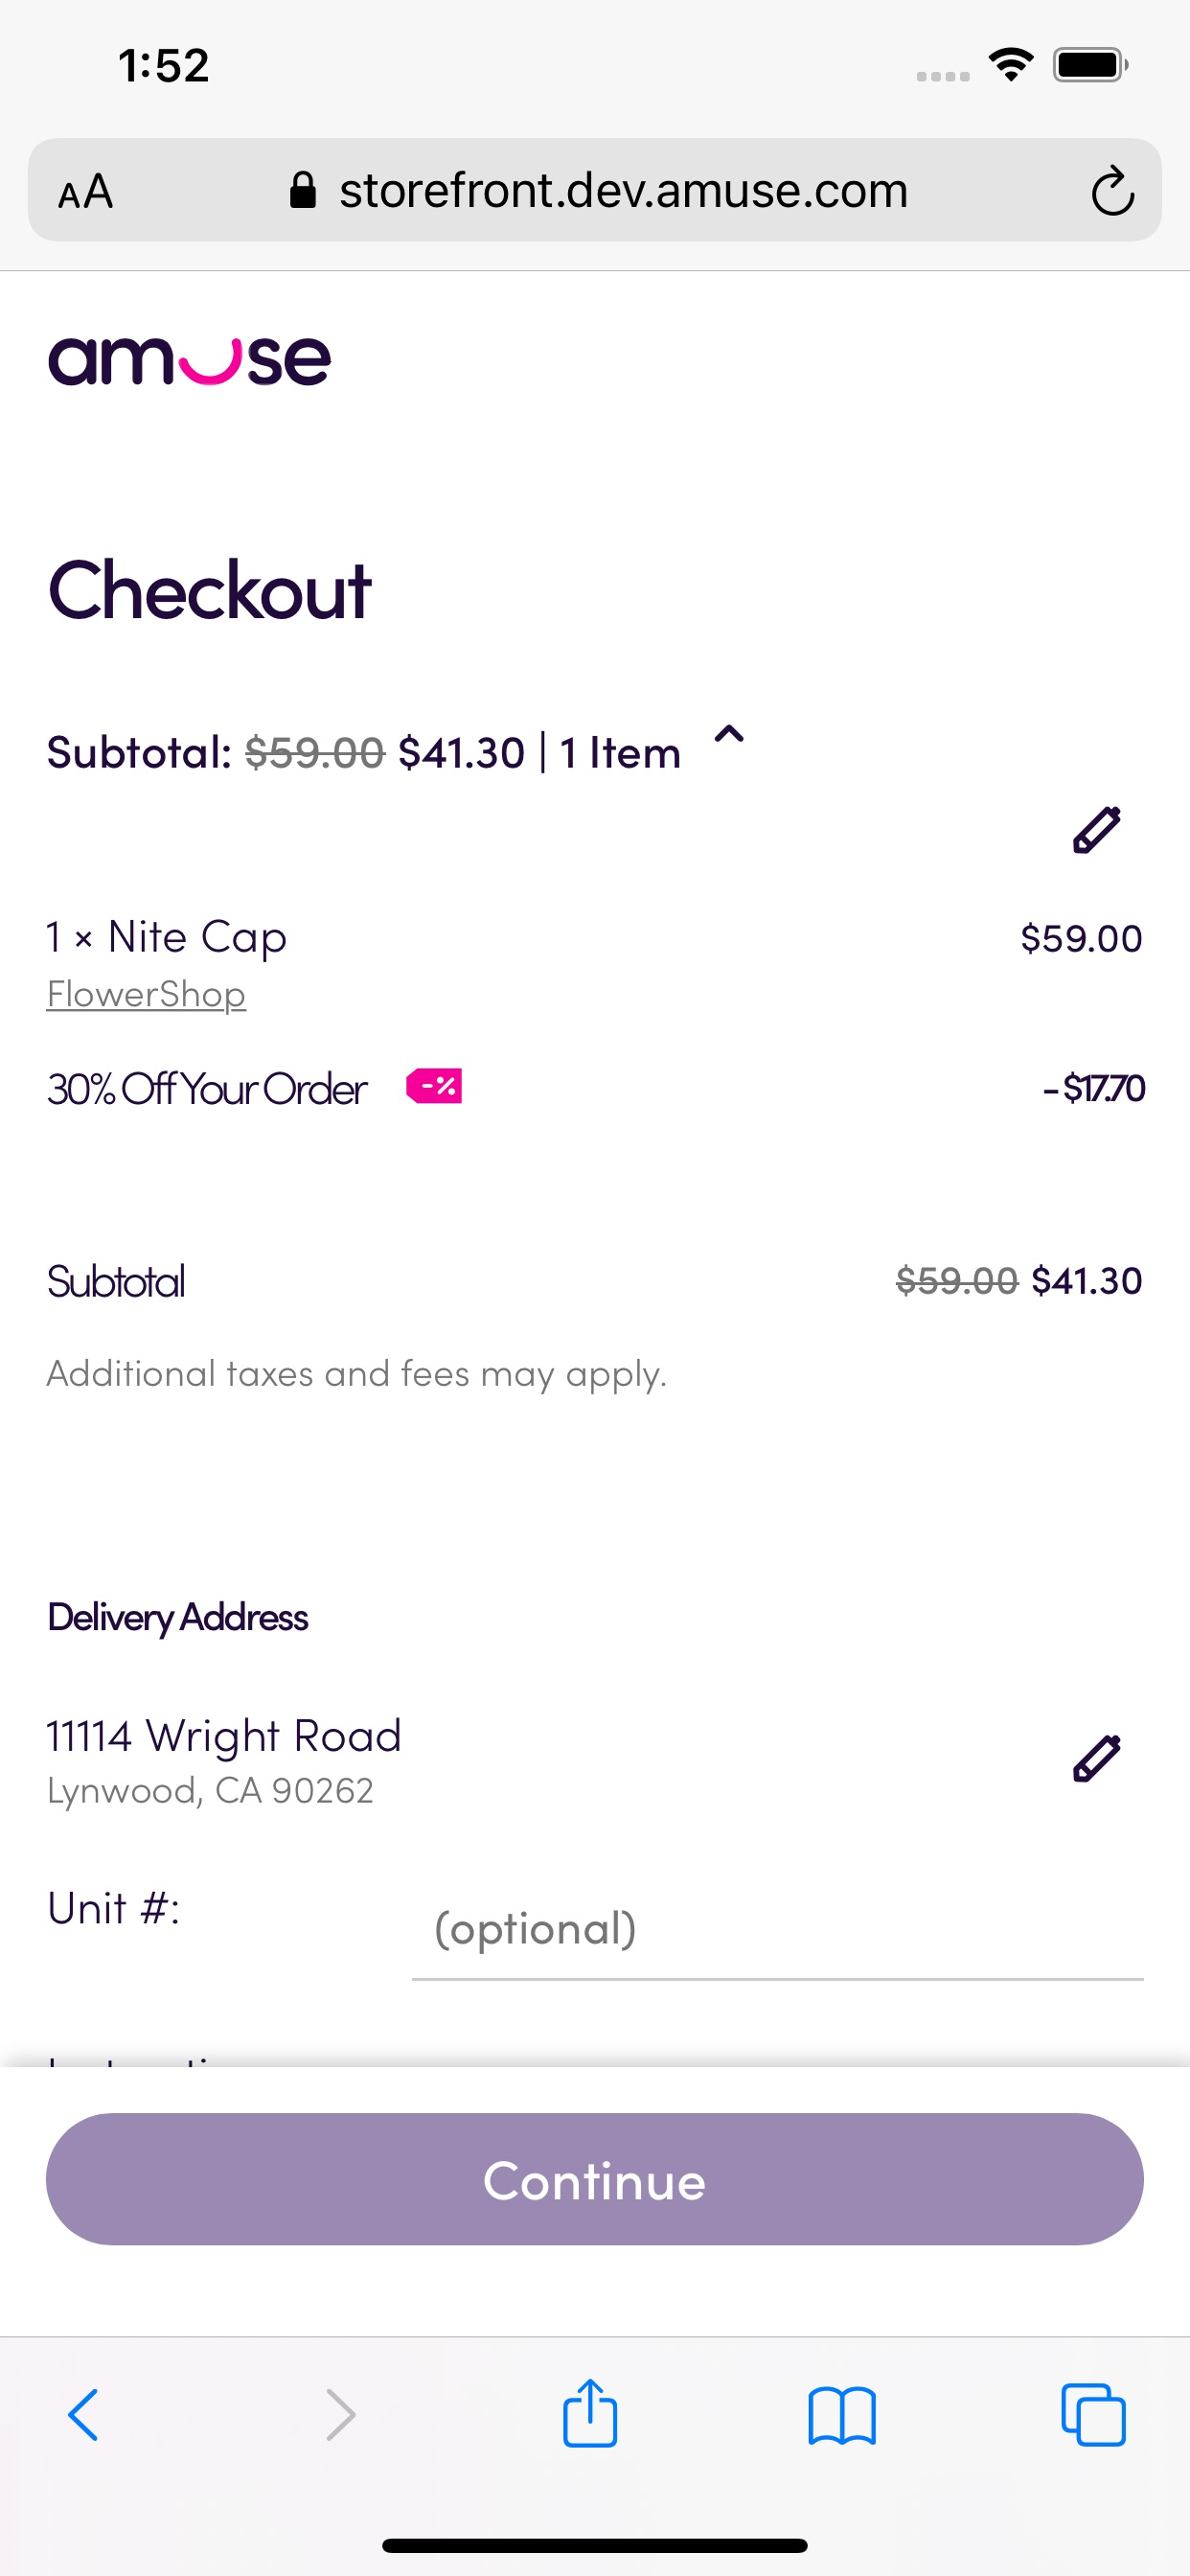 1:52
AA storefront.dev.amuse.com
amuse
Checkout
Subtotal: $59.00 $41.30 | 1 Item
1 × Nite Cap $59.00
FlowerShop
30% Off Your Order -% -$17.70
Subtotal $59.00 $41.30
Additional taxes and fees may apply.
Delivery Address
11114 Wright Road
Lynwood, CA 90262
Unit #: (optional)
Continue